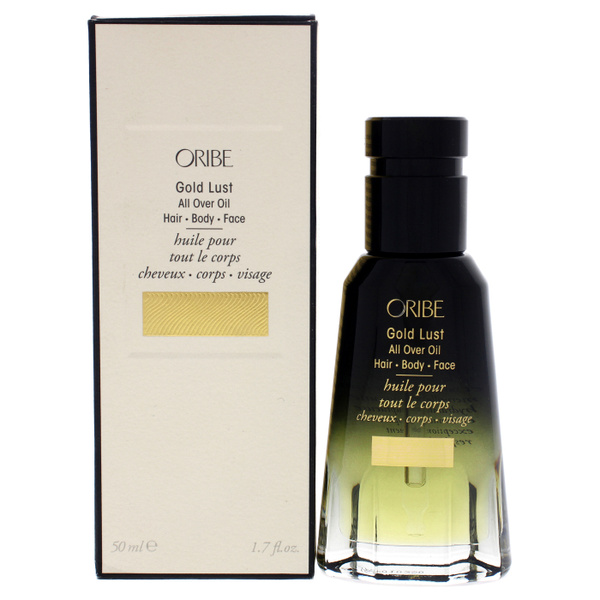 ORIBE
Gold Lust
All Over Oil
Hair • Body • Face
huile pour
tout le corps
cheveux • corps • visage
50 ml e
1.7 fl.oz.
ORIBE
Gold Lust
All Over Oil
Hair • Body • Face
huile pour
tout le corps
cheveux • corps • visage